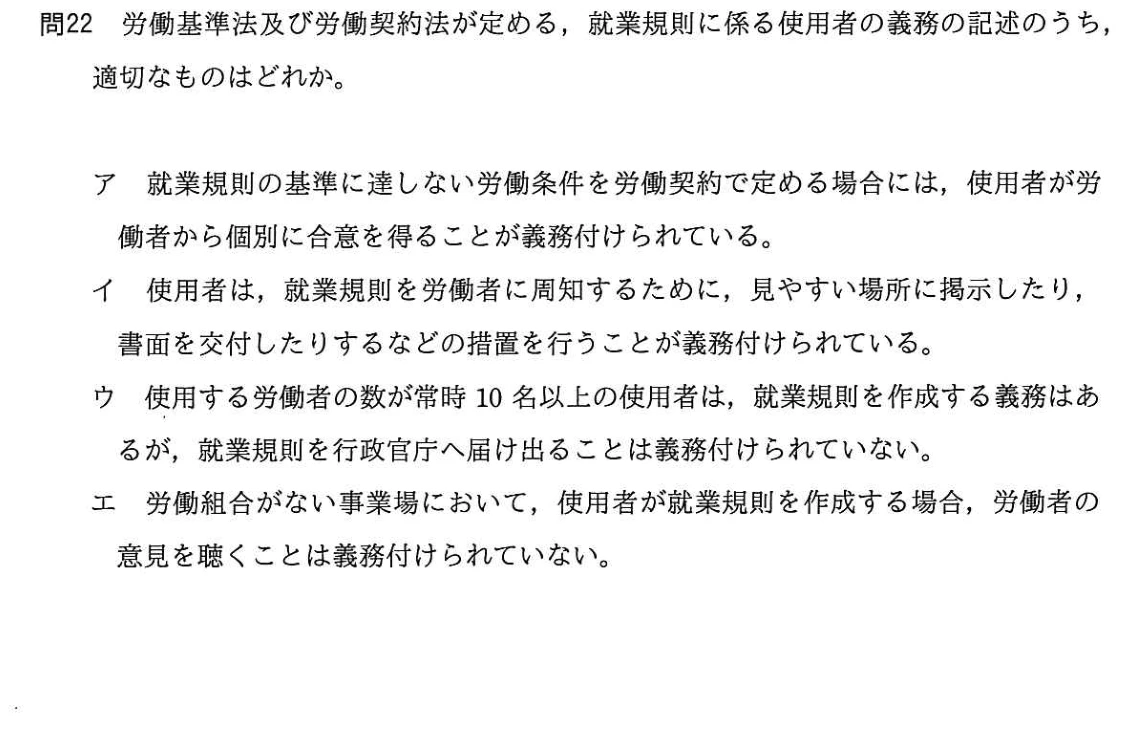 問22 労働基準法及び労働契約法が定める，就業規則に係る使用者の義務の記述のうち，
適切なものはどれか。
ア 就業規則の基準に達しない労働条件を労働契約で定める場合には，使用者が労
働者から個別に合意を得ることが義務付けられている。
イ 使用者は，就業規則を労働者に周知するために，見やすい場所に掲示したり，
書面を交付したりするなどの措置を行うことが義務付けられている。
ウ 使用する労働者の数が常時 10 名以上の使用者は，就業規則を作成する義務はあ
るが，就業規則を行政官庁へ届け出ることは義務付けられていない。
エ 労働組合がない事業場において，使用者が就業規則を作成する場合，労働者の
意見を聴くことは義務付けられていない。